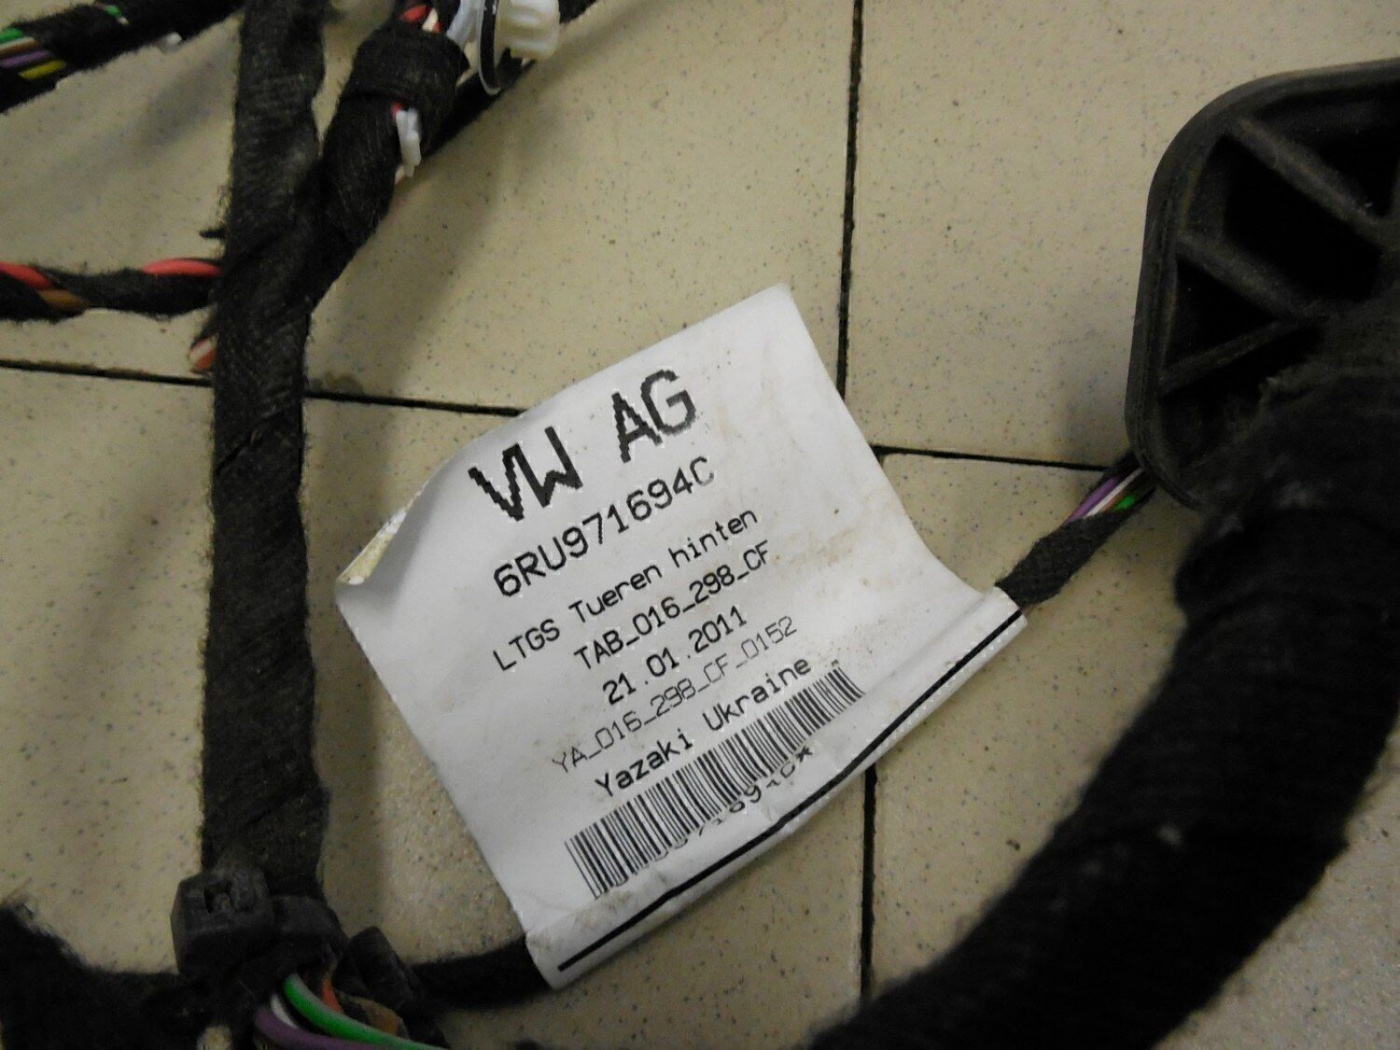 VW AG
6RU971694C
LTGS Tueren hinten
TAB_016_298_CF
21.01.2011
YA_016_298_CF_0152
Yazaki Ukraine